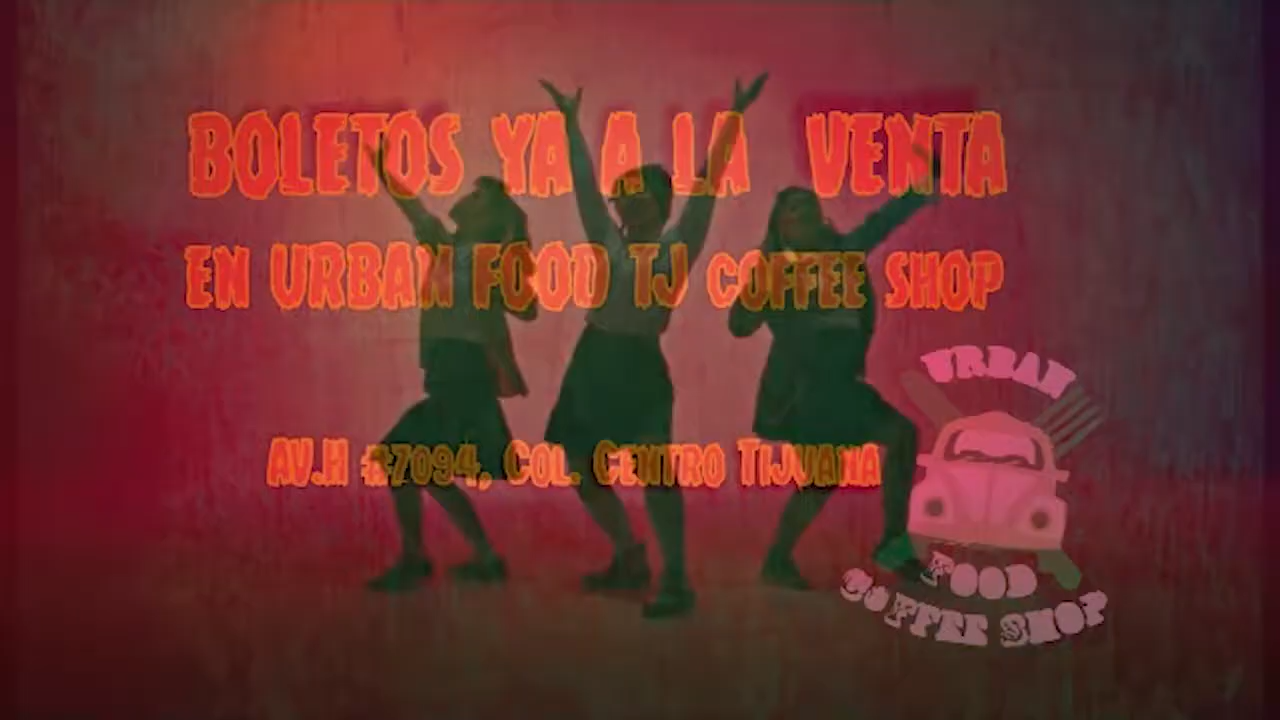 BOLETOS YA A LA VENTA
EN URBAN FOOD TJ COFFEE SHOP
AV.H #7094, COL. CENTRO TIJUANA
URBAN
FOOD
COFFEE SHOP